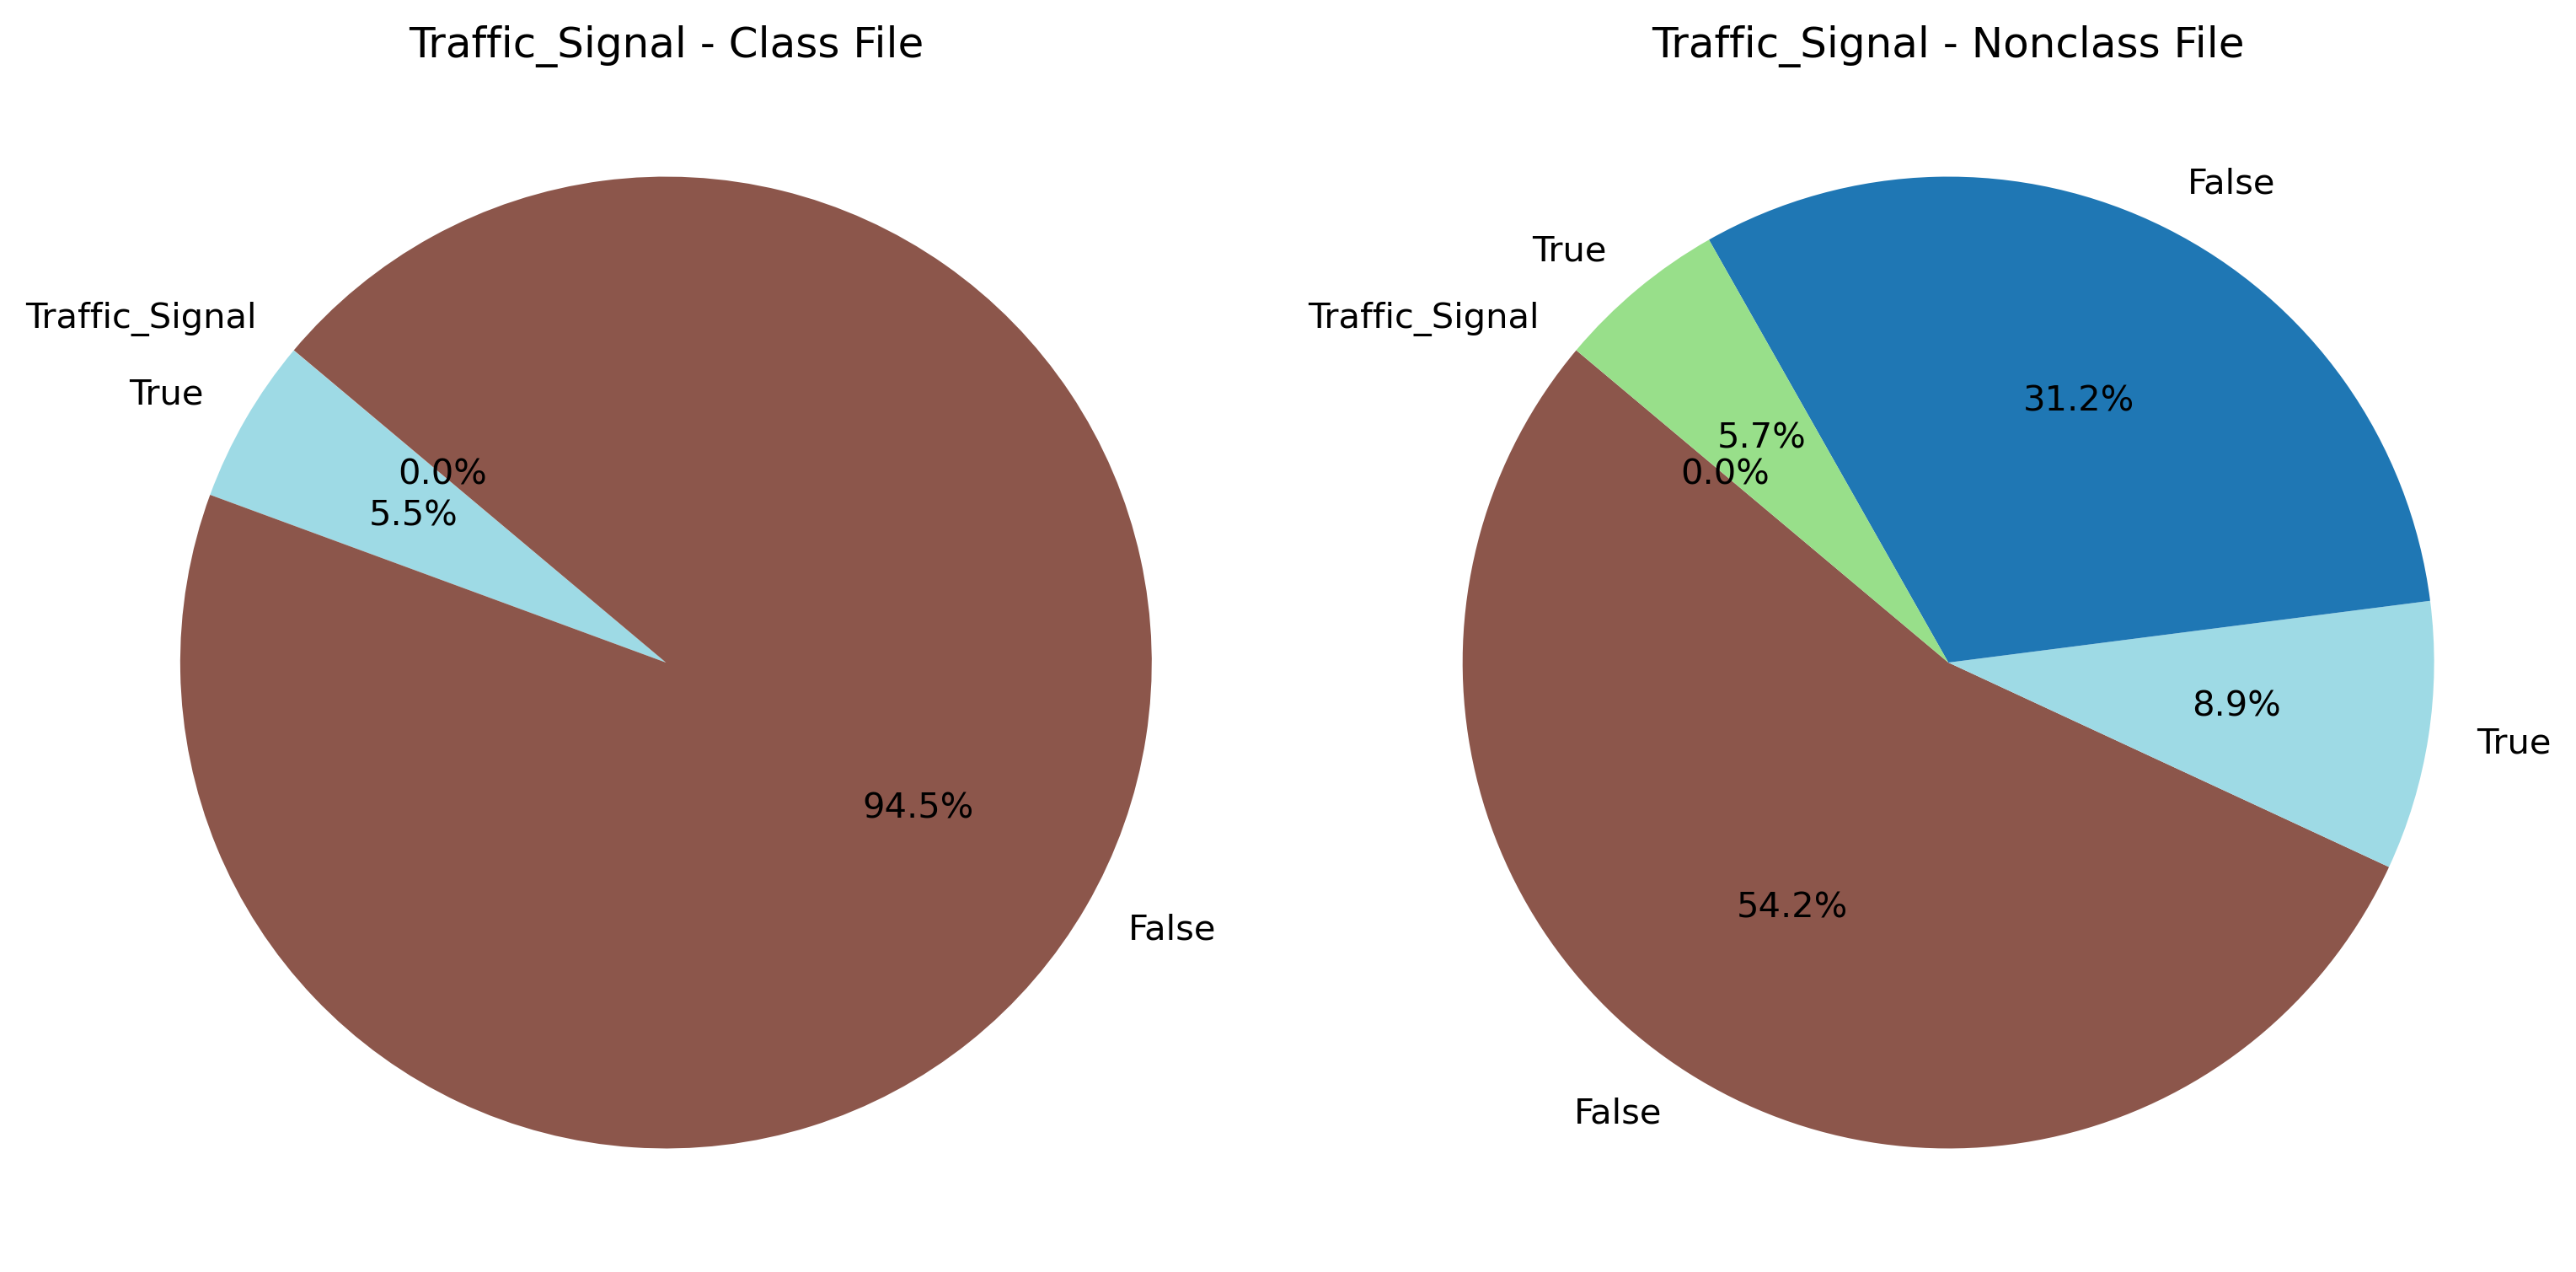 Traffic_Signal - Class File
Traffic_Signal
True
0.0%
5.5%
94.5%
False
Traffic_Signal - Nonclass File
False
True
Traffic_Signal
31.2%
5.7%
0.0%
8.9%
True
54.2%
False